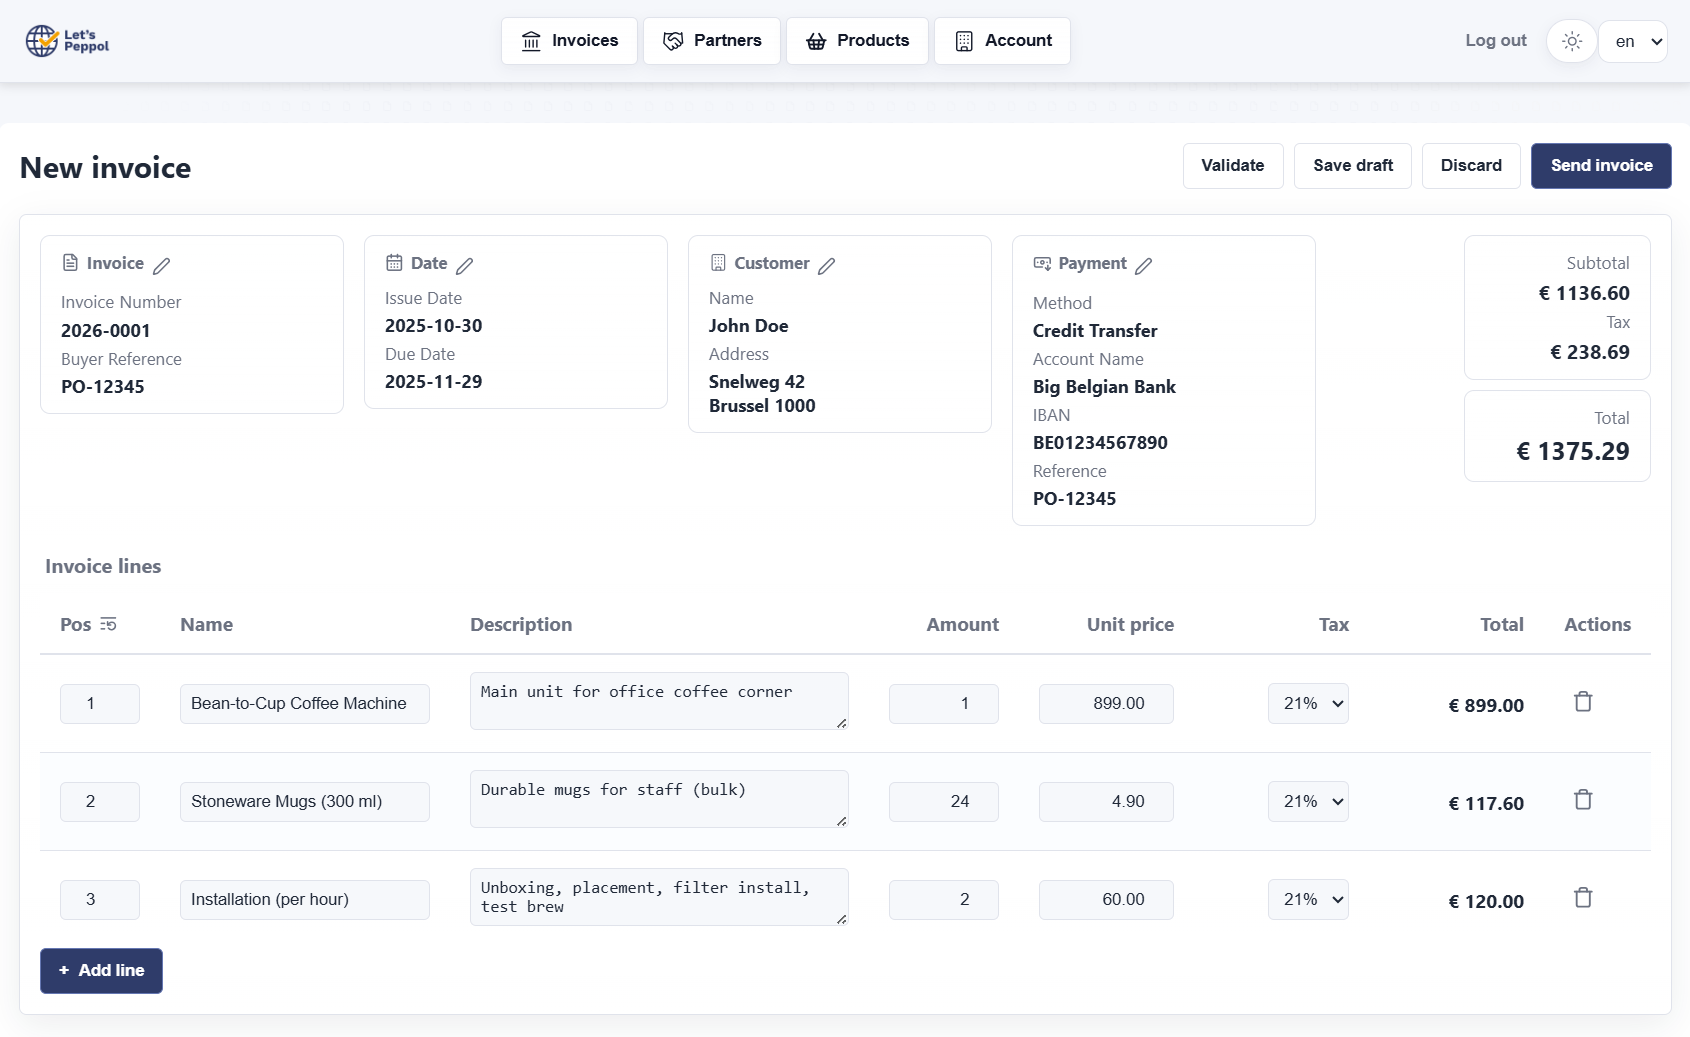 Let's
Peppol
Invoices
Partners
Products
Account
Log out
en
New invoice
Validate
Save draft
Discard
Send invoice
Invoice
Invoice Number
2026-0001
Buyer Reference
PO-12345
Date
Issue Date
2025-10-30
Due Date
2025-11-29
Customer
Name
John Doe
Address
Snelweg 42
Brussel 1000
Payment
Method
Credit Transfer
Account Name
Big Belgian Bank
IBAN
BE01234567890
Reference
PO-12345
Subtotal
€ 1136.60
Tax
€ 238.69
Total
€ 1375.29
Invoice lines
Pos Name Description Amount Unit price Tax Total Actions
1 Bean-to-Cup Coffee Machine Main unit for office coffee corner 1 899.00 21% € 899.00
2 Stoneware Mugs (300 ml) Durable mugs for staff (bulk) 24 4.90 21% € 117.60
3 Installation (per hour) Unboxing, placement, filter install,
test brew 2 60.00 21% € 120.00
+ Add line